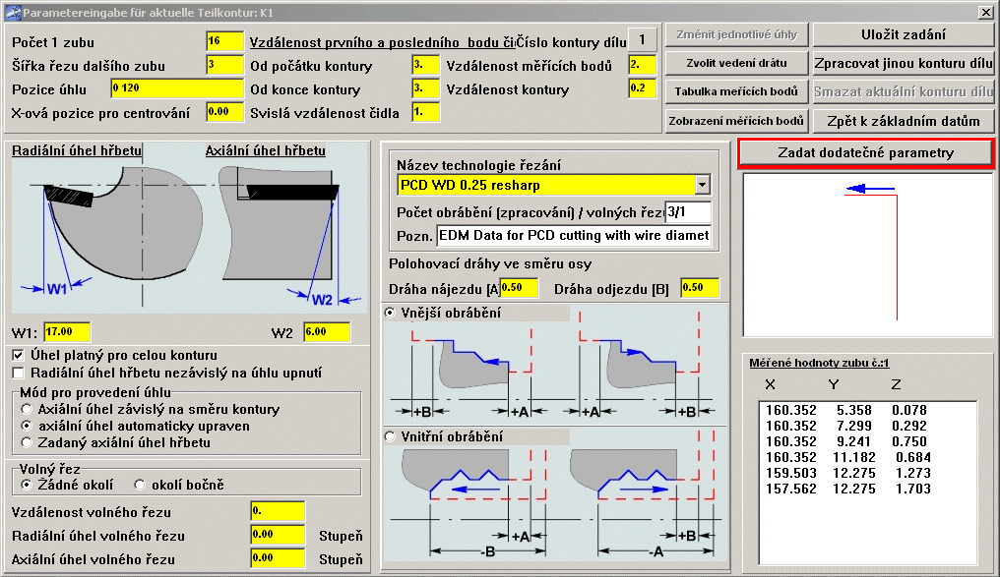 Parametereingabe für aktuelle Teilkontur: K1
Počet 1 zubu 16
Šířka řezu dalšího zubu 3
Pozice úhlu 0 120
X-ová pozice pro centrování 0.00
Vzdálenost prvního a posledního bodu či
Číslo kontury dílu 1
Od počátku kontury 3. Vzdálenost měřících bodů 2.
Od konce kontury 3. Vzdálenost kontury 0.2
Svislá vzdálenost čidla 1.
Změnit jednotlivé úhly
Uložit zadání
Zvolit vedení drátu
Zpracovat jinou konturu dílu
Tabulka meřících bodů
Smazat aktuální konturu dílu
Zobrazení měřících bodů
Zpět k základním datům
Zadat dodatečné parametry
Radiální úhel hřbetu Axiální úhel hřbetu
W1 W2
W1: 17.00 W2 6.00
Úhel platný pro celou konturu
Radiální úhel hřbetu nezávislý na úhlu upnutí
Mód pro provedení úhlu
Axiální úhel závislý na směru kontury
axiální úhel automaticky upraven
Zadaný axiální úhel hřbetu
Volný řez
Žádné okolí okolí bočně
Vzdálenost volného řezu 0.
Radiální úhel volného řezu 0.00 Stupeň
Axiální úhel volného řezu 0.00 Stupeň
Název technologie řezání
PCD WD 0.25 resharp
Počet obrábění (zpracování) / volných řezu 3/1
Pozn. EDM Data for PCD cutting with wire diamet
Polohovací dráhy ve směru osy
Dráha nájezdu [A] 0.50 Dráha odjezdu [B] 0.50
Vnější obrábění
+B +A +A +B
Vnitřní obrábění
+A +B
-B -A
Měřené hodnoty zubu č.:1
X Y Z
160.352 5.358 0.078
160.352 7.299 0.292
160.352 9.241 0.750
160.352 11.182 0.684
159.503 12.275 1.273
157.562 12.275 1.703